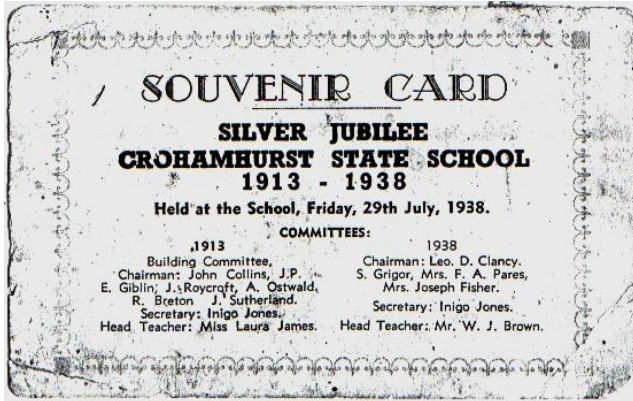 SOUVENIR CARD
SILVER JUBILEE
CROHAMHURST STATE SCHOOL
1913 - 1938
Held at the School, Friday, 29th July, 1938.
COMMITTEES:
1913
Building Committee,
Chairman: John Collins, J.P.
E. Giblin, J. Roycroft, A. Ostwald.
R. Breton J. Sutherland.
Secretary: Inigo Jones.
Head Teacher: Miss Laura James.
1938
Chairman: Leo. D. Clancy.
S. Grigor, Mrs. F. A. Pares,
Mrs. Joseph Fisher.
Secretary: Inigo Jones.
Head Teacher: Mr. W. J. Brown.